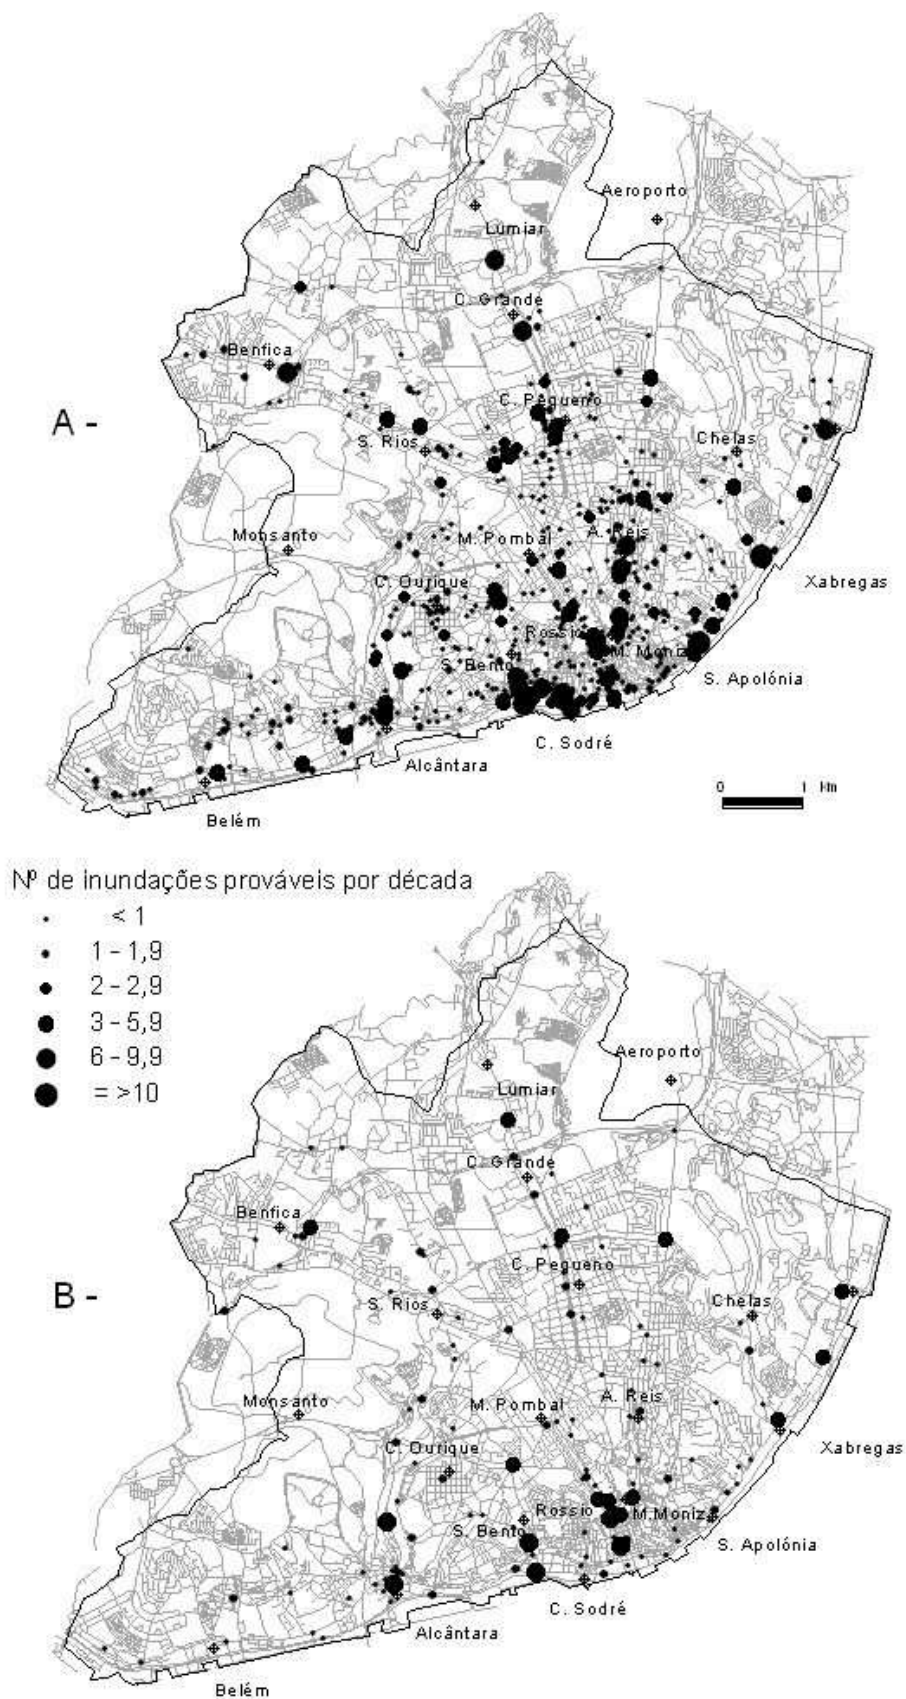 Aeroporto
Lumiar
C. Grande
Benfica
A -
C. Pequeno
S. Rios
Chelas
Monsanto
M. Pombal
A. Reis
C. Ourique
Xabregas
Rossio
M. Moniz
S. Bento
S. Apolónia
C. Sodré
Alcântara
0 1 Km
Belém
Nº de inundações prováveis por década
< 1
1 - 1,9
2 - 2,9
3 - 5,9
6 - 9,9
= >10
Aeroporto
Lumiar
C. Grande
Benfica
C. Pequeno
B -
S. Rios
Chelas
Monsanto
M. Pombal
A. Reis
C. Ourique
Xabregas
Rossio
M.Moniz
S. Bento
S. Apolónia
C. Sodré
Alcântara
Belém